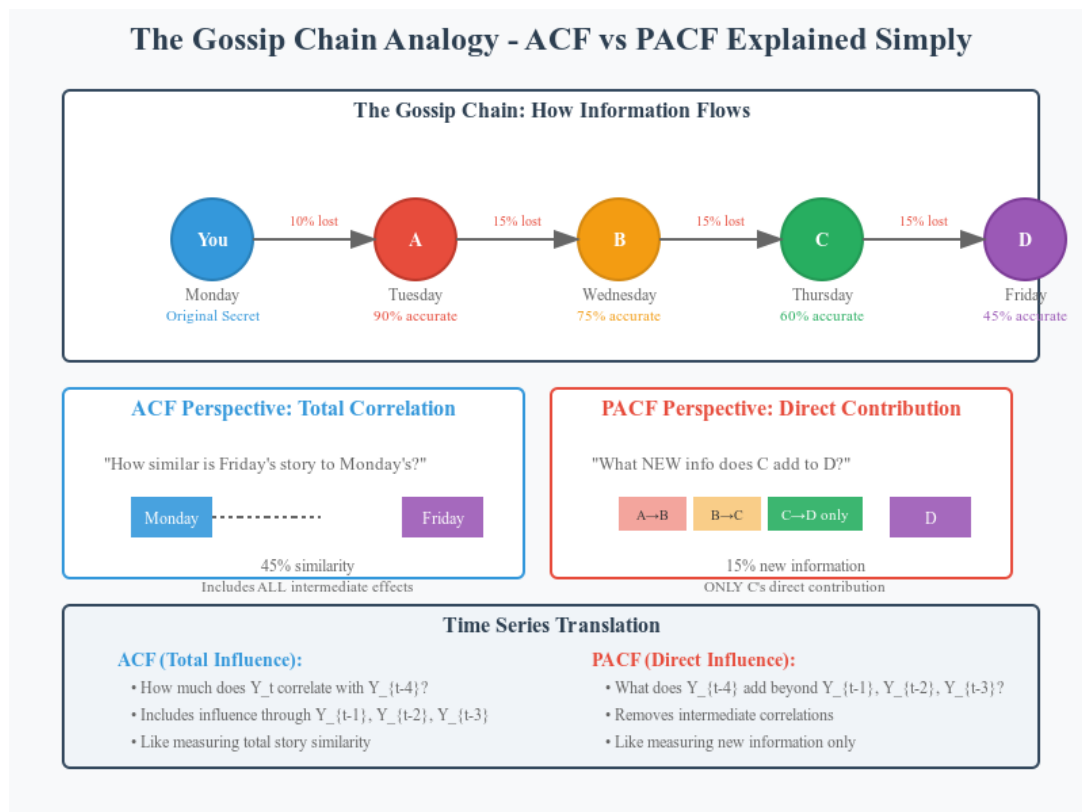 The Gossip Chain Analogy - ACF vs PACF Explained Simply
The Gossip Chain: How Information Flows
10% lost 15% lost 15% lost 15% lost
You A B C D
Monday Tuesday Wednesday Thursday Friday
Original Secret 90% accurate 75% accurate 60% accurate 45% accurate
ACF Perspective: Total Correlation
"How similar is Friday's story to Monday's?"
Monday Friday
45% similarity
Includes ALL intermediate effects
PACF Perspective: Direct Contribution
"What NEW info does C add to D?"
A→B B→C C→D only D
15% new information
ONLY C's direct contribution
Time Series Translation
ACF (Total Influence):
• How much does Y_t correlate with Y_{t-4}?
• Includes influence through Y_{t-1}, Y_{t-2}, Y_{t-3}
• Like measuring total story similarity
PACF (Direct Influence):
• What does Y_{t-4} add beyond Y_{t-1}, Y_{t-2}, Y_{t-3}?
• Removes intermediate correlations
• Like measuring new information only